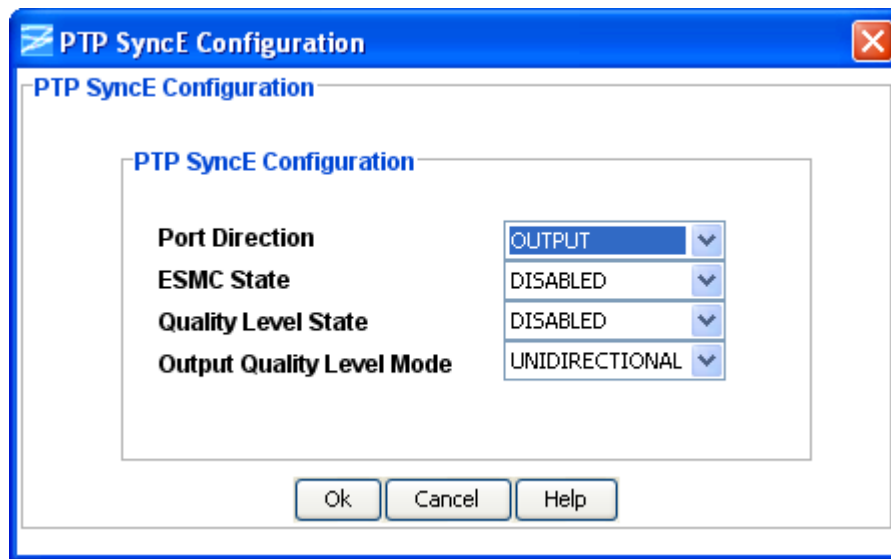 PTP SyncE Configuration
PTP SyncE Configuration
PTP SyncE Configuration
Port Direction OUTPUT
ESMC State DISABLED
Quality Level State DISABLED
Output Quality Level Mode UNIDIRECTIONAL
Ok Cancel Help